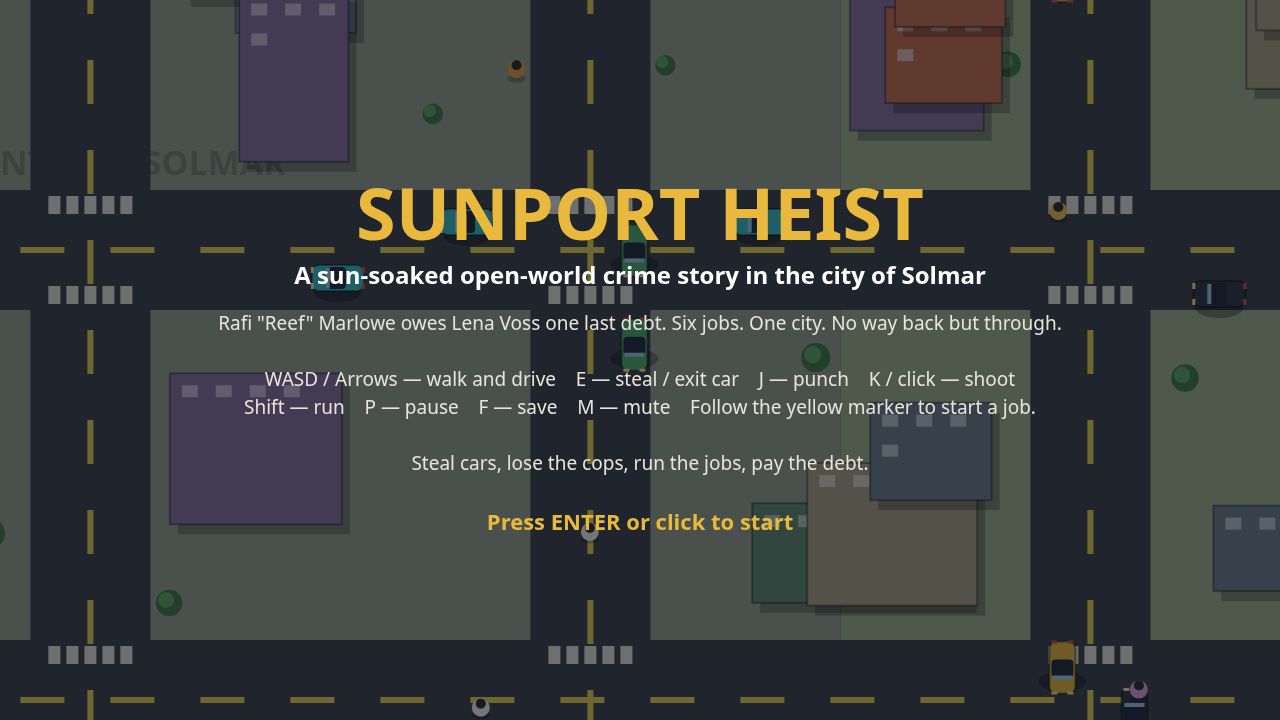 SOLMAR
SUNPORT HEIST
A sun-soaked open-world crime story in the city of Solmar
Rafi "Reef" Marlowe owes Lena Voss one last debt. Six jobs. One city. No way back but through.
WASD / Arrows — walk and drive    E — steal / exit car    J — punch    K / click — shoot
Shift — run    P — pause    F — save    M — mute    Follow the yellow marker to start a job.
Steal cars, lose the cops, run the jobs, pay the debt.
Press ENTER or click to start